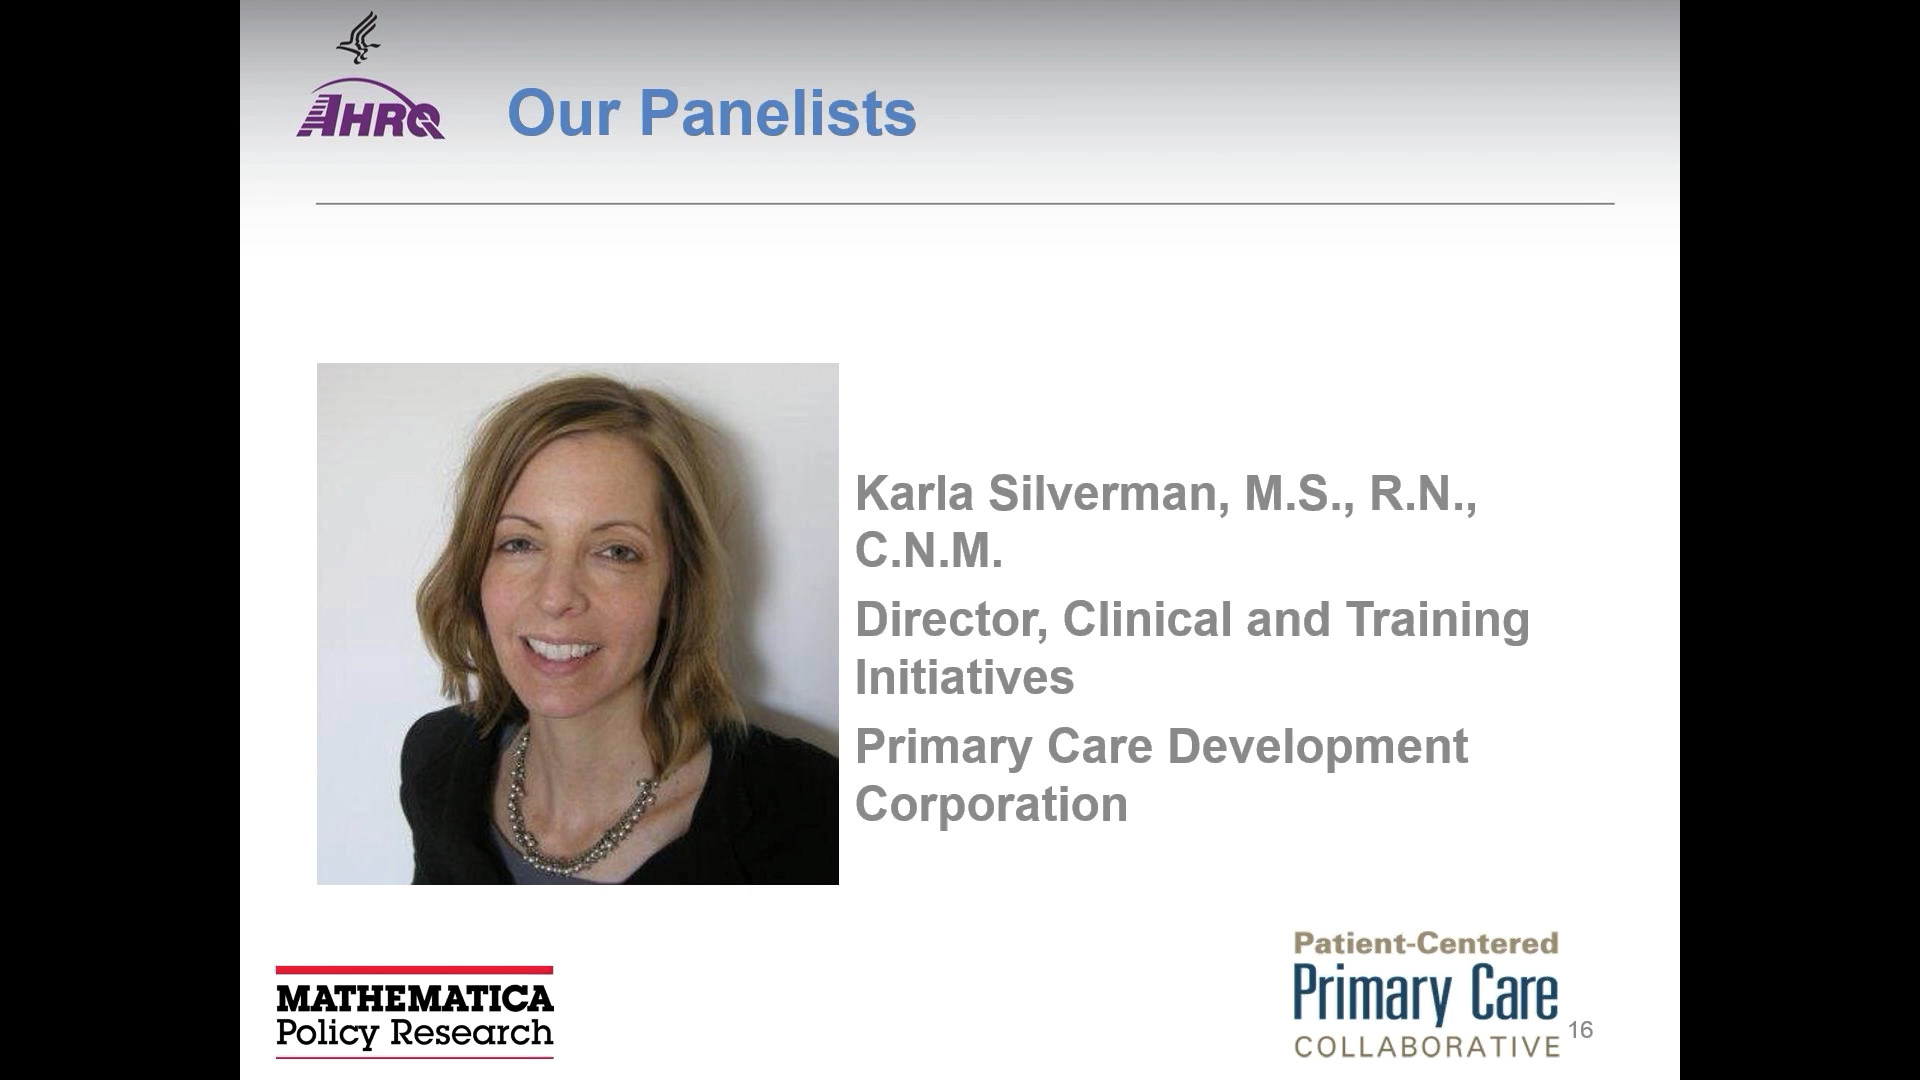 AHRQ
Our Panelists
Karla Silverman, M.S., R.N.,
C.N.M.
Director, Clinical and Training
Initiatives
Primary Care Development
Corporation
MATHEMATICA
Policy Research
Patient-Centered
Primary Care
COLLABORATIVE
16